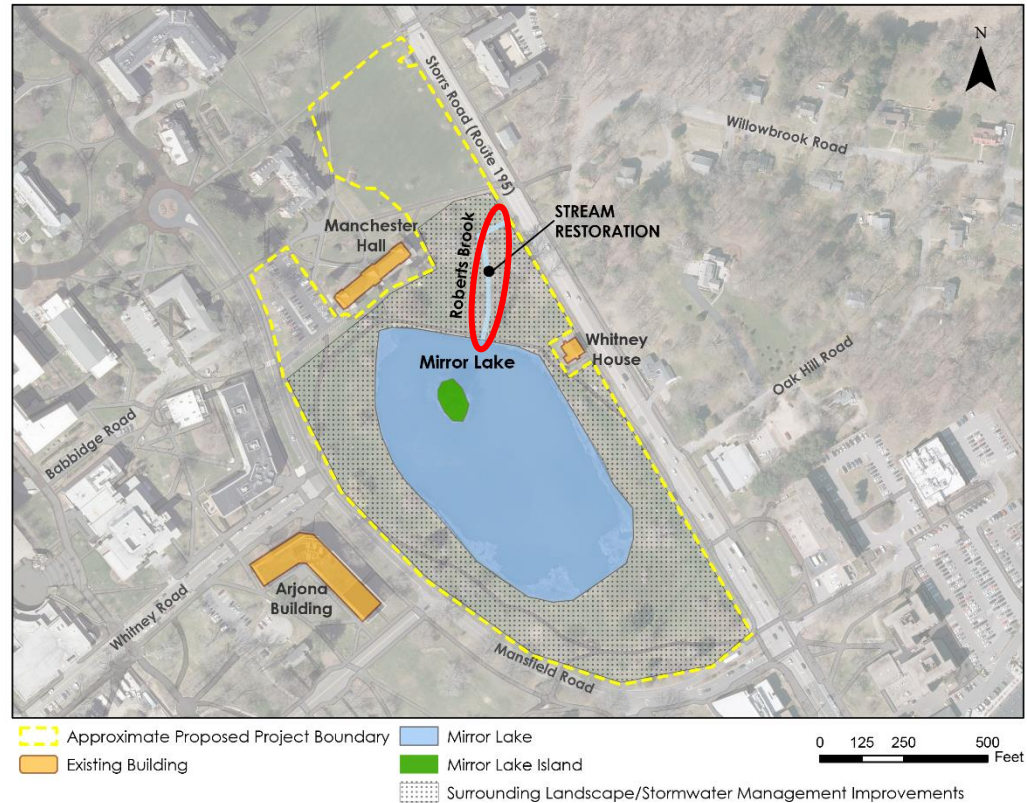 N
Storrs Road (Route 195)
Willowbrook Road
Manchester
Hall
Roberts Brook
STREAM
RESTORATION
Whitney
House
Mirror Lake
Oak Hill Road
Babbidge Road
Arjona
Building
Whitney Road
Mansfield Road
Approximate Proposed Project Boundary
Mirror Lake
0 125 250 500
Feet
Existing Building
Mirror Lake Island
Surrounding Landscape/Stormwater Management Improvements